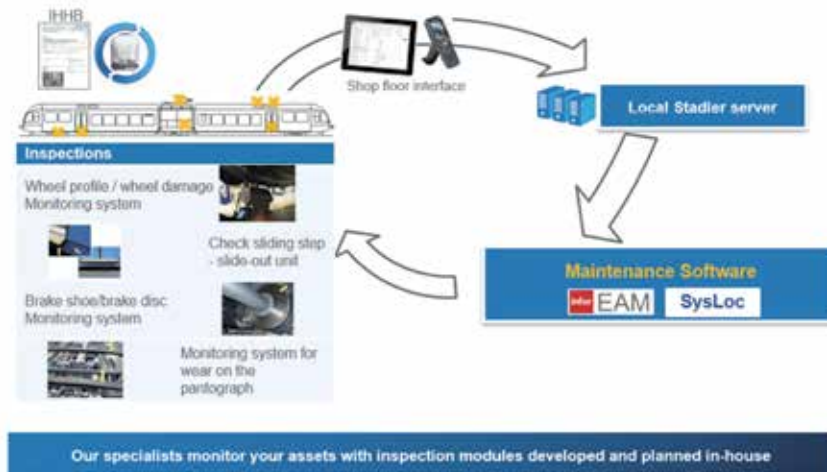 IHHB
Shop floor interface
Local Stadler server
Inspections
Wheel profile / wheel damage
Monitoring system
Check sliding step
- slide-out unit
Brake shoe/brake disc
Monitoring system
Monitoring system for
wear on the
pantograph
Maintenance Software
infor EAM
SysLoc
Our specialists monitor your assets with inspection modules developed and planned in-house